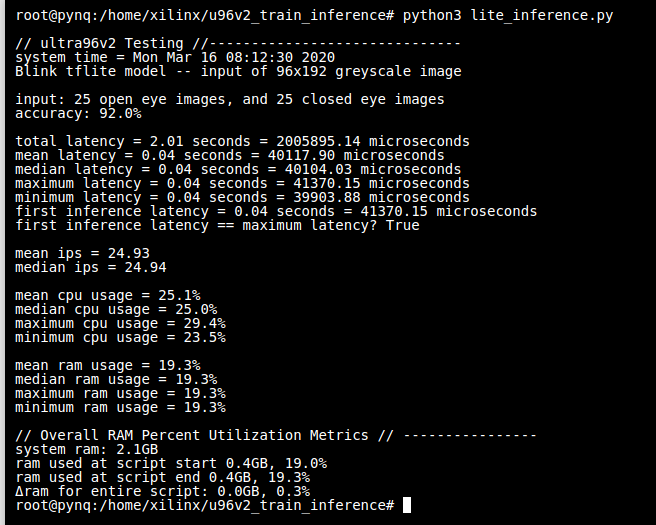 root@pynq:/home/xilinx/u96v2_train_inference# python3 lite_inference.py
// ultra96v2 Testing //------------------------------
system time = Mon Mar 16 08:12:30 2020
Blink tflite model -- input of 96x192 greyscale image
input: 25 open eye images, and 25 closed eye images
accuracy: 92.0%
total latency = 2.01 seconds = 2005895.14 microseconds
mean latency = 0.04 seconds = 40117.90 microseconds
median latency = 0.04 seconds = 40104.03 microseconds
maximum latency = 0.04 seconds = 41370.15 microseconds
minimum latency = 0.04 seconds = 39903.88 microseconds
first inference latency = 0.04 seconds = 41370.15 microseconds
first inference latency == maximum latency? True
mean ips = 24.93
median ips = 24.94
mean cpu usage = 25.1%
median cpu usage = 25.0%
maximum cpu usage = 29.4%
minimum cpu usage = 23.5%
mean ram usage = 19.3%
median ram usage = 19.3%
maximum ram usage = 19.3%
minimum ram usage = 19.3%
// Overall RAM Percent Utilization Metrics // ----------------
system ram: 2.1GB
ram used at script start 0.4GB, 19.0%
ram used at script end 0.4GB, 19.3%
Δram for entire script: 0.0GB, 0.3%
root@pynq:/home/xilinx/u96v2_train_inference#